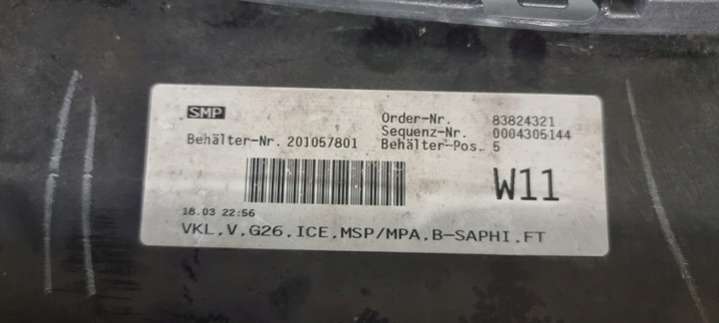 SMP
Order-Nr. 83824321
Sequenz-Nr. 0004305144
Behälter-Nr. 201057801 Behälter-Pos. 5
W11
18.03 22:56
VKL.V.G26.ICE.MSP/MPA.B-SAPHI.FT